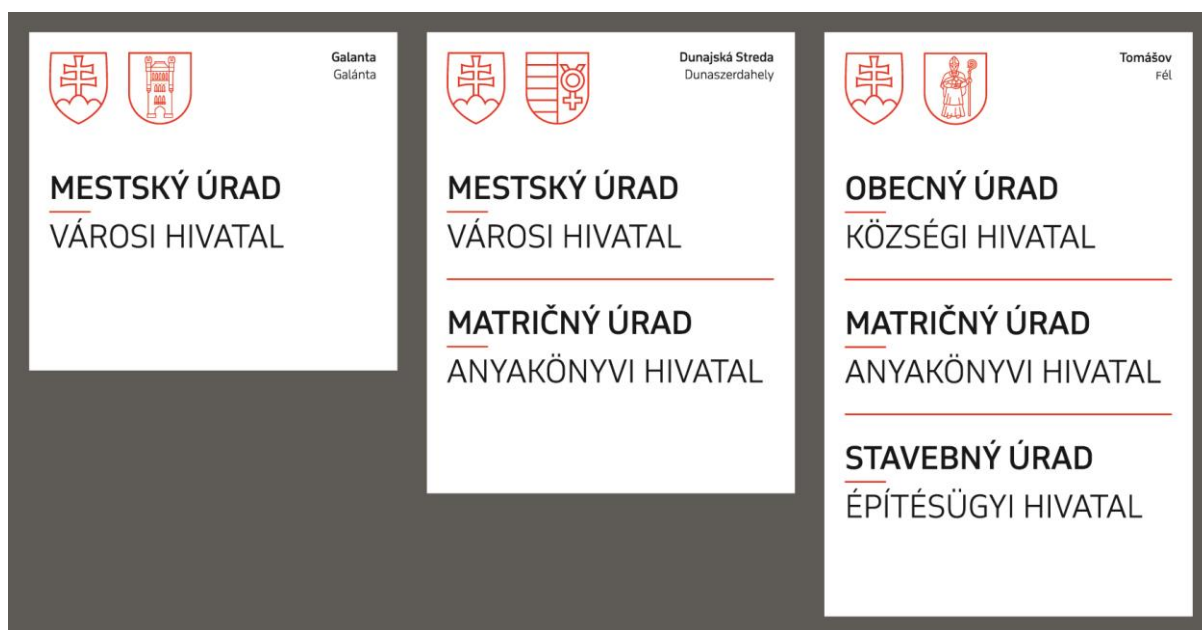 Galanta
Galánta
MESTSKÝ ÚRAD
VÁROSI HIVATAL
Dunajská Streda
Dunaszerdahely
MESTSKÝ ÚRAD
VÁROSI HIVATAL
MATRIČNÝ ÚRAD
ANYAKÖNYVI HIVATAL
Tomášov
Fél
OBECNÝ ÚRAD
KÖZSÉGI HIVATAL
MATRIČNÝ ÚRAD
ANYAKÖNYVI HIVATAL
STAVEBNÝ ÚRAD
ÉPÍTÉSÜGYI HIVATAL